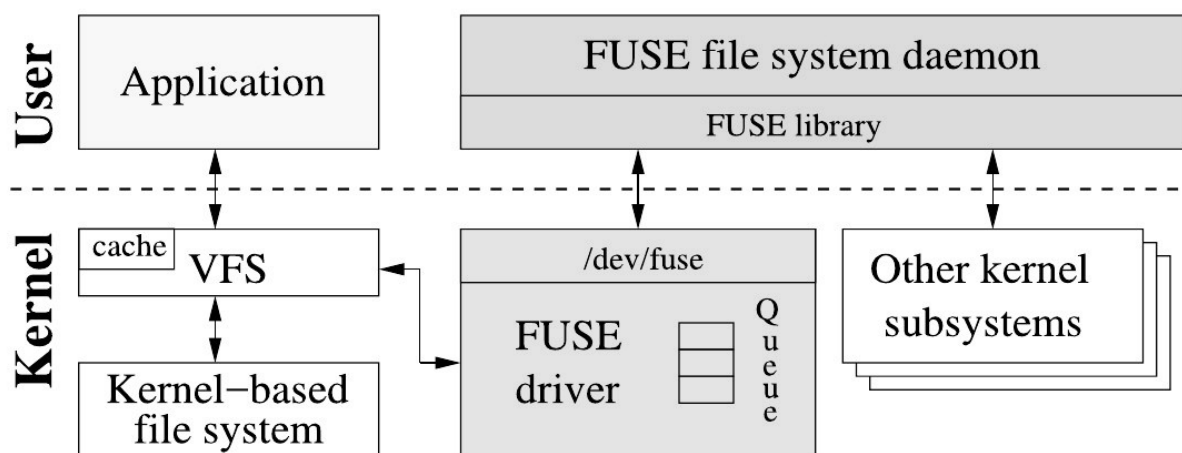 User
Application
FUSE file system daemon
FUSE library
Kernel
cache
VFS
Kernel–based
file system
/dev/fuse
FUSE
driver
Queue
Other kernel
subsystems